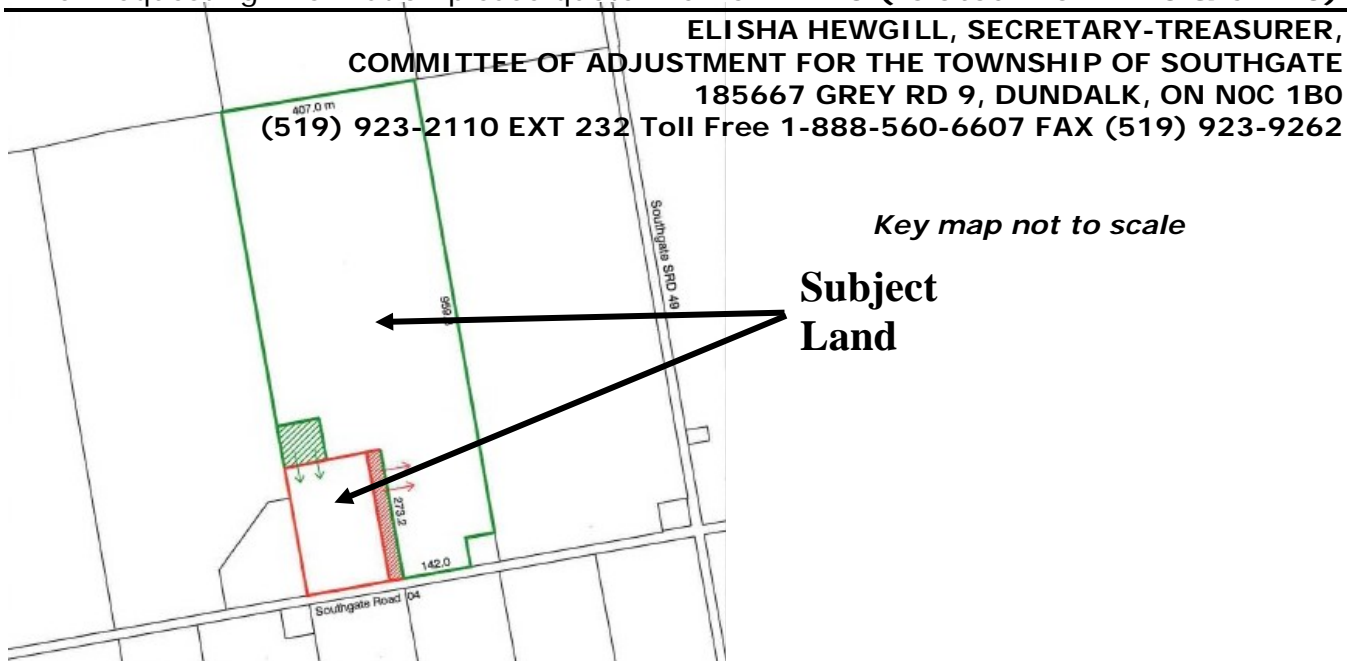 ELISHA HEWGILL, SECRETARY-TREASURER,
COMMITTEE OF ADJUSTMENT FOR THE TOWNSHIP OF SOUTHGATE
185667 GREY RD 9, DUNDALK, ON N0C 1B0
(519) 923-2110 EXT 232 Toll Free 1-888-560-6607 FAX (519) 923-9262
407.0 m
Key map not to scale
Southgate SRD 49
Subject
Land
273.2
142.0
Southgate Road 04